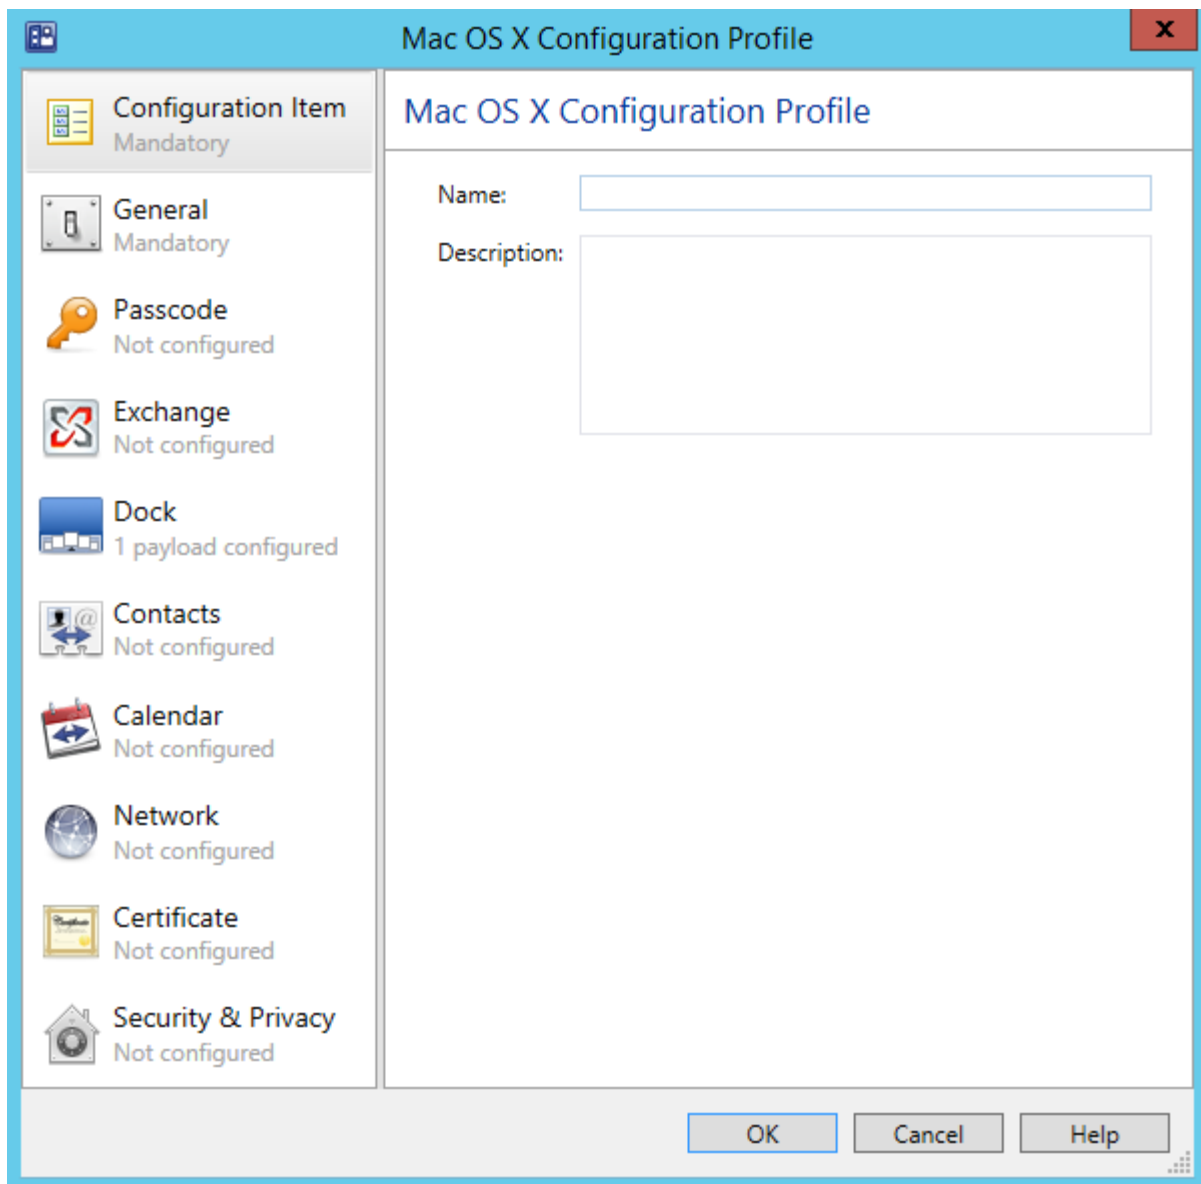 Mac OS X Configuration Profile
x
Configuration Item
Mandatory
General
Mandatory
Passcode
Not configured
Exchange
Not configured
Dock
1 payload configured
Contacts
Not configured
Calendar
Not configured
Network
Not configured
Certificate
Not configured
Security & Privacy
Not configured
Mac OS X Configuration Profile
Name:
Description:
OK
Cancel
Help